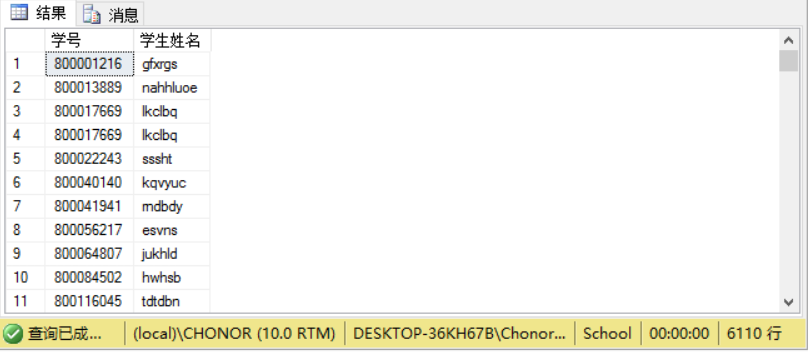 结果 消息
学号 学生姓名
1 800001216 gfxrgs
2 800013889 nahhluoe
3 800017669 lkclbq
4 800017669 lkclbq
5 800022243 sssht
6 800040140 kqvyuc
7 800041941 mdbdy
8 800056217 esvns
9 800064807 jukhld
10 800084502 hwhsb
11 800116045 tdtdbn
查询已成... (local)\CHONOR (10.0 RTM) DESKTOP-36KH67B\Chonor... School 00:00:00 6110 行